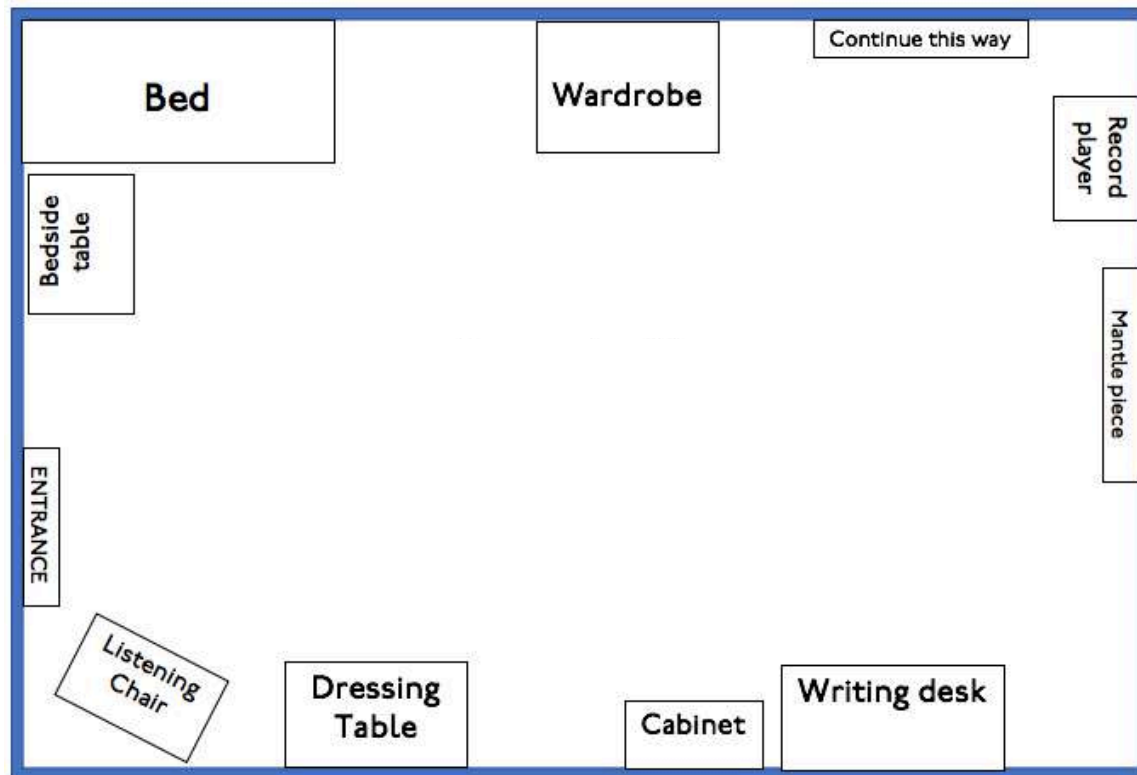 Bed
Wardrobe
Continue this way
Record
player
Bedside
table
Mantle piece
ENTRANCE
Listening
Chair
Dressing
Table
Cabinet
Writing desk